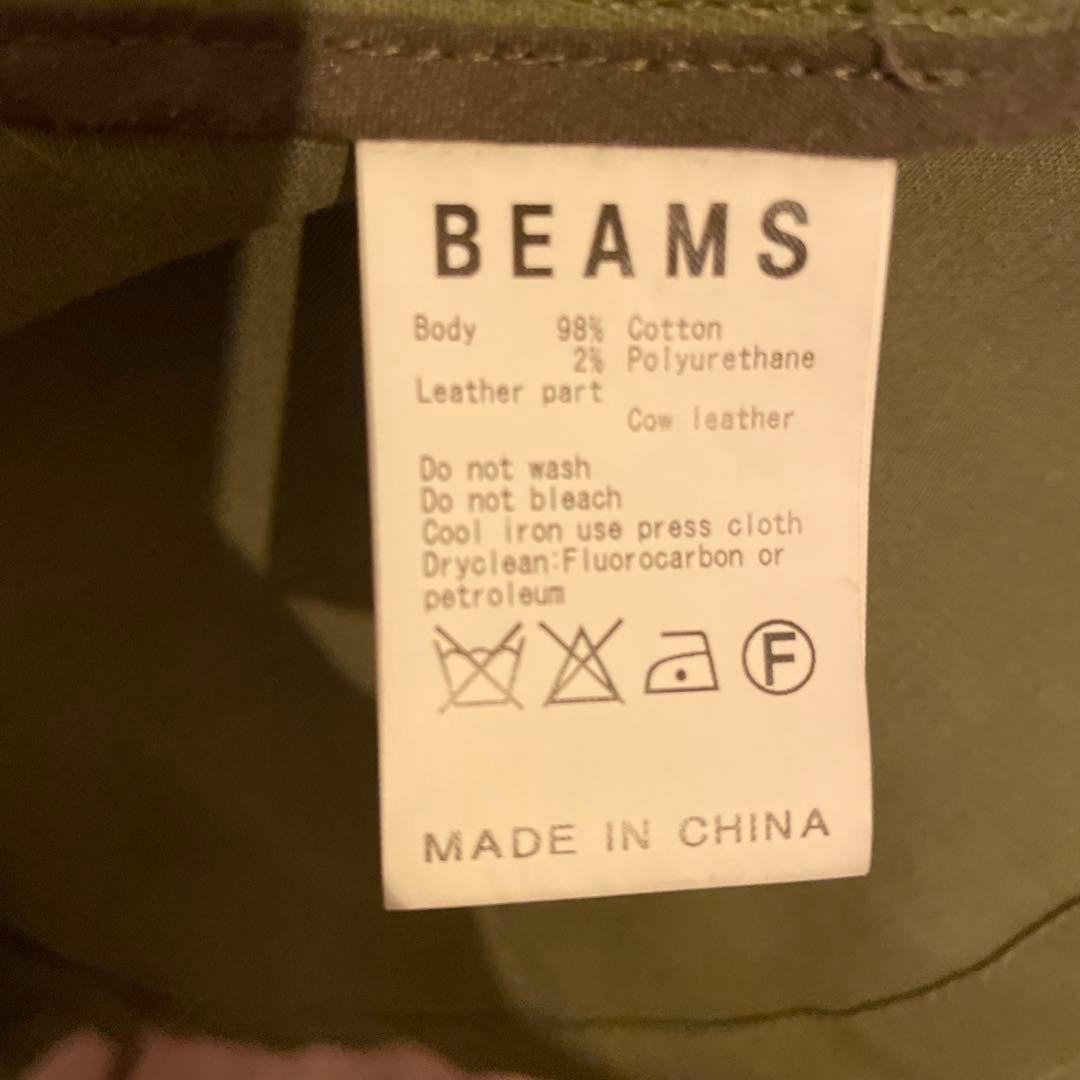 BEAMS
Body 98% Cotton
2% Polyurethane
Leather part
Cow leather
Do not wash
Do not bleach
Cool iron use press cloth
Dryclean:Fluorocarbon or
petroleum
F
MADE IN CHINA